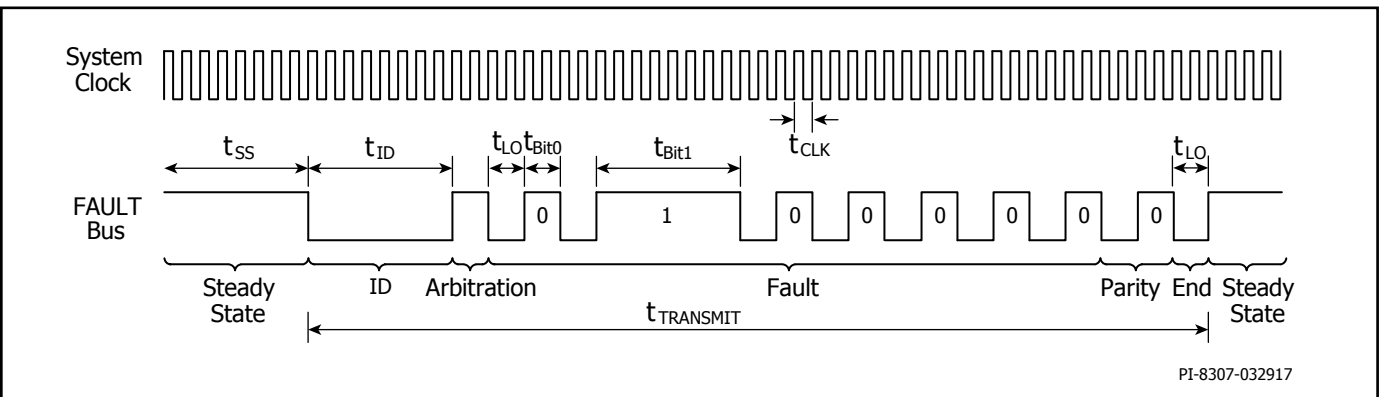 System
Clock
tSS
tID
tLO
tBit0
tBit1
tCLK
tLO
FAULT
Bus
0
1
0
0
0
0
0
0
Steady
State
ID
Arbitration
Fault
Parity
End
Steady
State
tTRANSMIT
PI-8307-032917